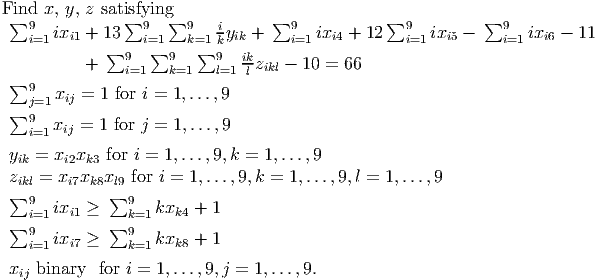 Find x, y, z satisfying
∑_{i=1}^{9} ix_{i1} + 13 ∑_{i=1}^{9} ∑_{k=1}^{9} \frac{i}{k} y_{ik} + ∑_{i=1}^{9} ix_{i4} + 12 ∑_{i=1}^{9} ix_{i5} − ∑_{i=1}^{9} ix_{i6} − 11
+ ∑_{i=1}^{9} ∑_{k=1}^{9} ∑_{l=1}^{9} \frac{ik}{l} z_{ikl} − 10 = 66
∑_{j=1}^{9} x_{ij} = 1 for i = 1, . . . , 9
∑_{i=1}^{9} x_{ij} = 1 for j = 1, . . . , 9
y_{ik} = x_{i2}x_{k3} for i = 1, . . . , 9, k = 1, . . . , 9
z_{ikl} = x_{i7}x_{k8}x_{l9} for i = 1, . . . , 9, k = 1, . . . , 9, l = 1, . . . , 9
∑_{i=1}^{9} ix_{i1} ≥ ∑_{k=1}^{9} kx_{k4} + 1
∑_{i=1}^{9} ix_{i7} ≥ ∑_{k=1}^{9} kx_{k8} + 1
x_{ij} binary for i = 1, . . . , 9, j = 1, . . . , 9.